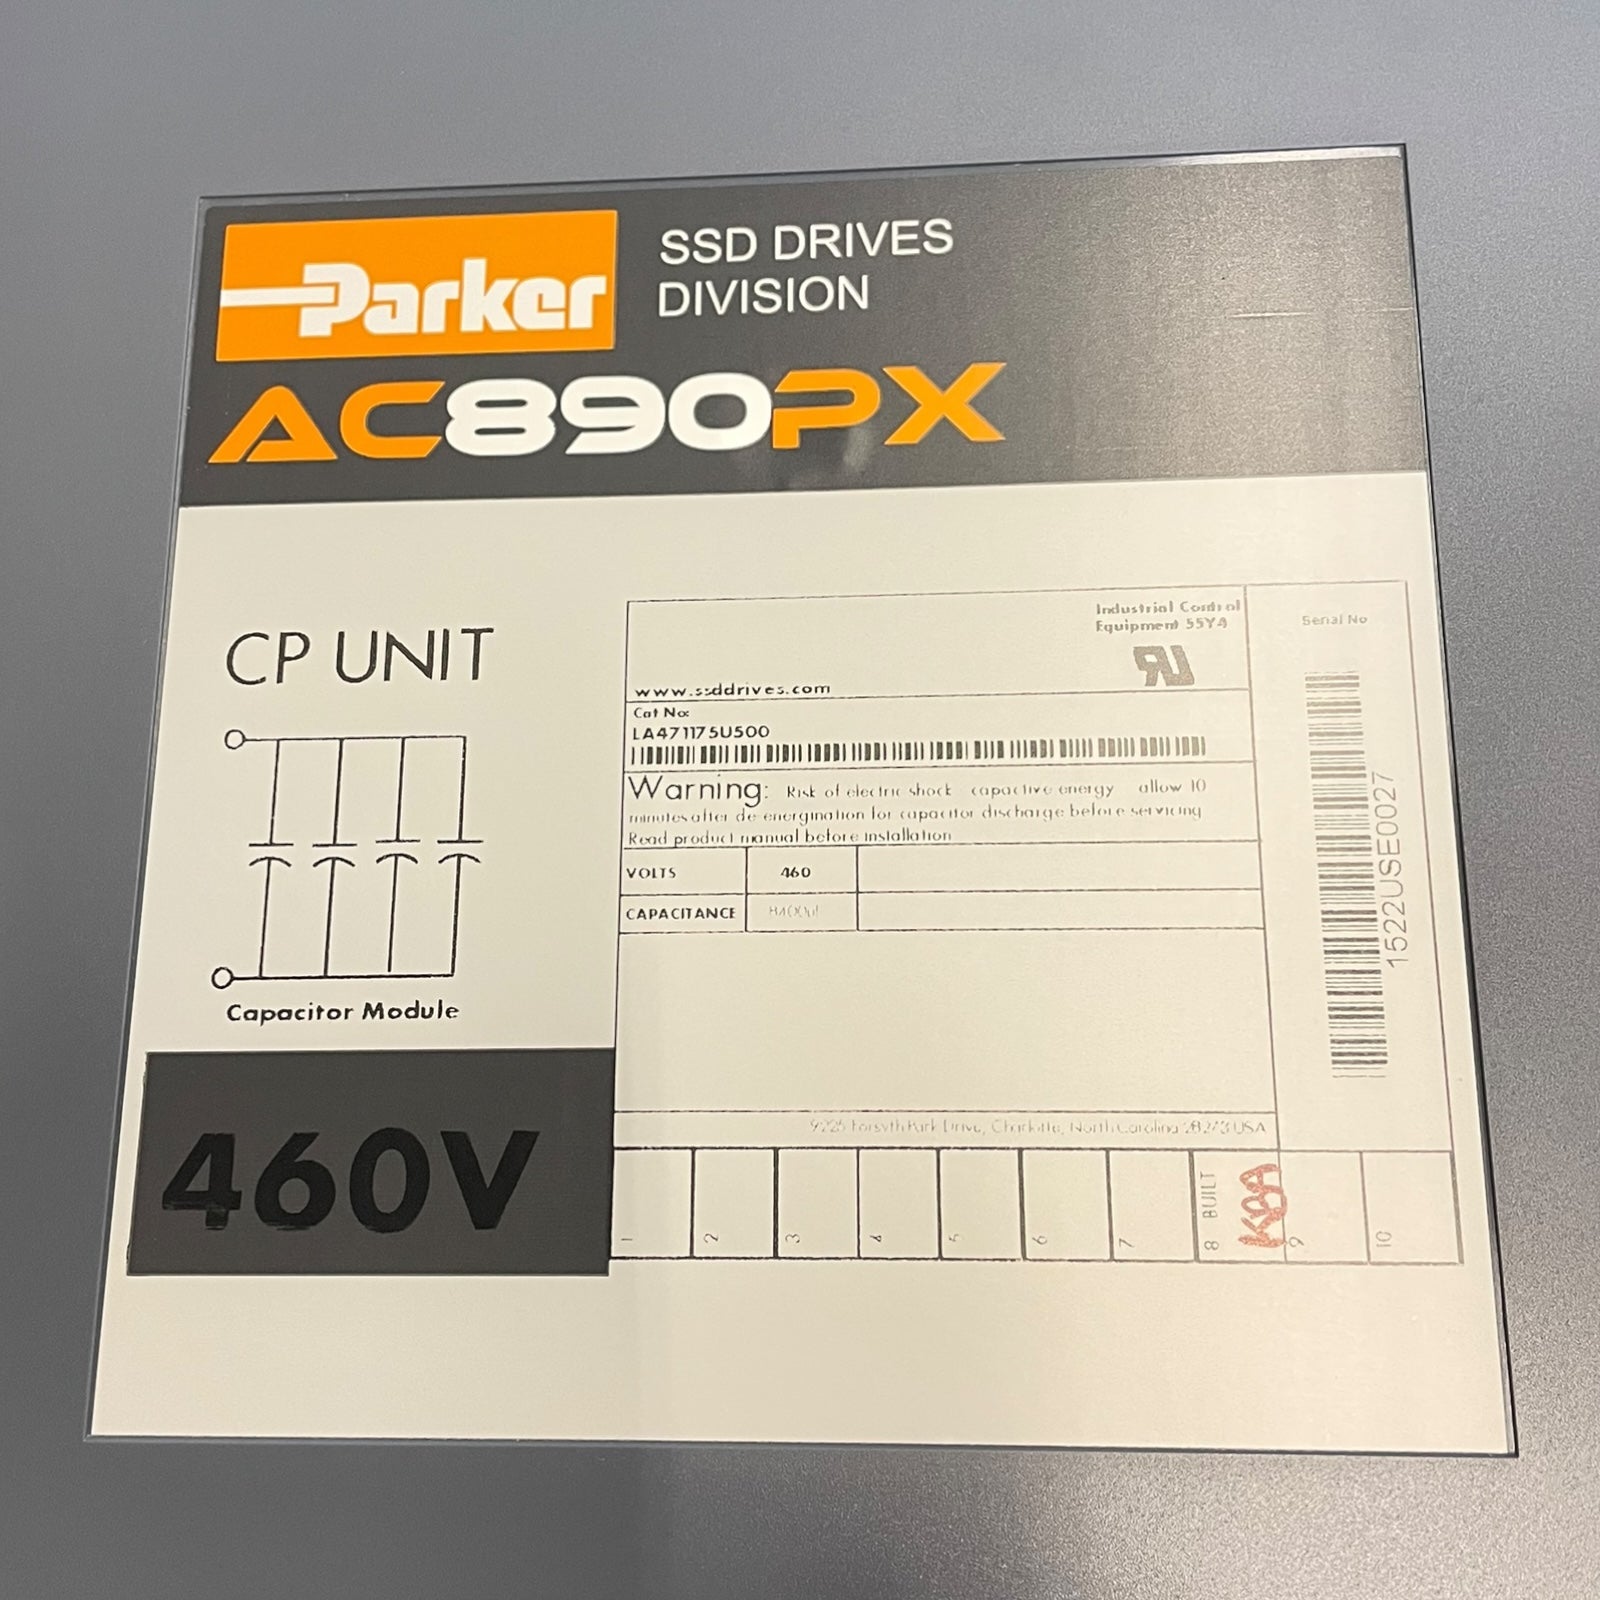 Parker
SSD DRIVES
DIVISION
AC890PX
CP UNIT
Capacitor Module
460V
Industrial Control
Equipment 55YA
www.ssddrives.com
Cat No:
LA471175U500
Warning: Risk of electric shock capactive energy allow 10
minutes after de energination for capacitor discharge before servicing
Read product manual before installation
VOLTS 460
CAPACITANCE
Serial No
1522USE0027
9225 Forsyth Park Drive, Charlotte, North Carolina 28273 USA
1 2 3 4 5 6 7 8 BUILT 9 10